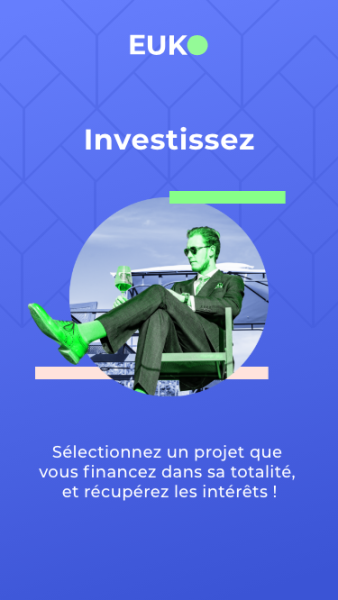 EUKO
Investissez
Sélectionnez un projet que
vous financez dans sa totalité,
et récupérez les intérêts !